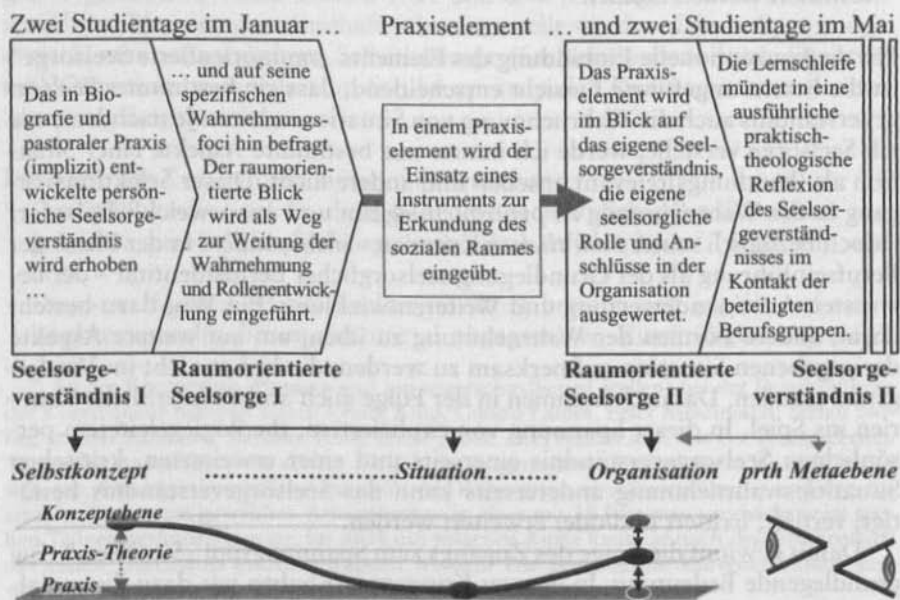 Zwei Studientage im Januar … Praxiselement … und zwei Studientage im Mai
Das in Bio-
grafie und
pastoraler Praxis
(implizit) ent-
wickelte persön-
liche Seelsorge-
verständnis
wird erhoben
…
… und auf seine
spezifischen
Wahrnehmungs-
foci hin befragt.
Der raumorien-
tierte Blick
wird als Weg
zur Weitung der
Wahrnehmung
und Rollenentwick-
lung eingeführt.
In einem Praxis-
element wird der
Einsatz eines
Instruments zur
Erkundung des
sozialen Raumes
eingeübt.
Das Praxis-
element wird
im Blick auf
das eigene Seel-
sorgeverständnis,
die eigene
seelsorgliche
Rolle und An-
schlüsse in der
ausgewertet.
Die Lernschleife
mündet in eine
ausführliche
praktisch-
theologische
Reflexion
des Seelsor-
geverständ-
nisses im
Kontakt der
beteiligten
Berufsgruppen.
Seelsorge-
verständnis I
Raumorientierte
Seelsorge I
Raumorientierte
Seelsorge II
Seelsorge-
verständnis II
Selbstkonzept ........................ Situation................ Organisation... prth Metaebene
Konzeptebene
Praxis-Theorie
Praxis